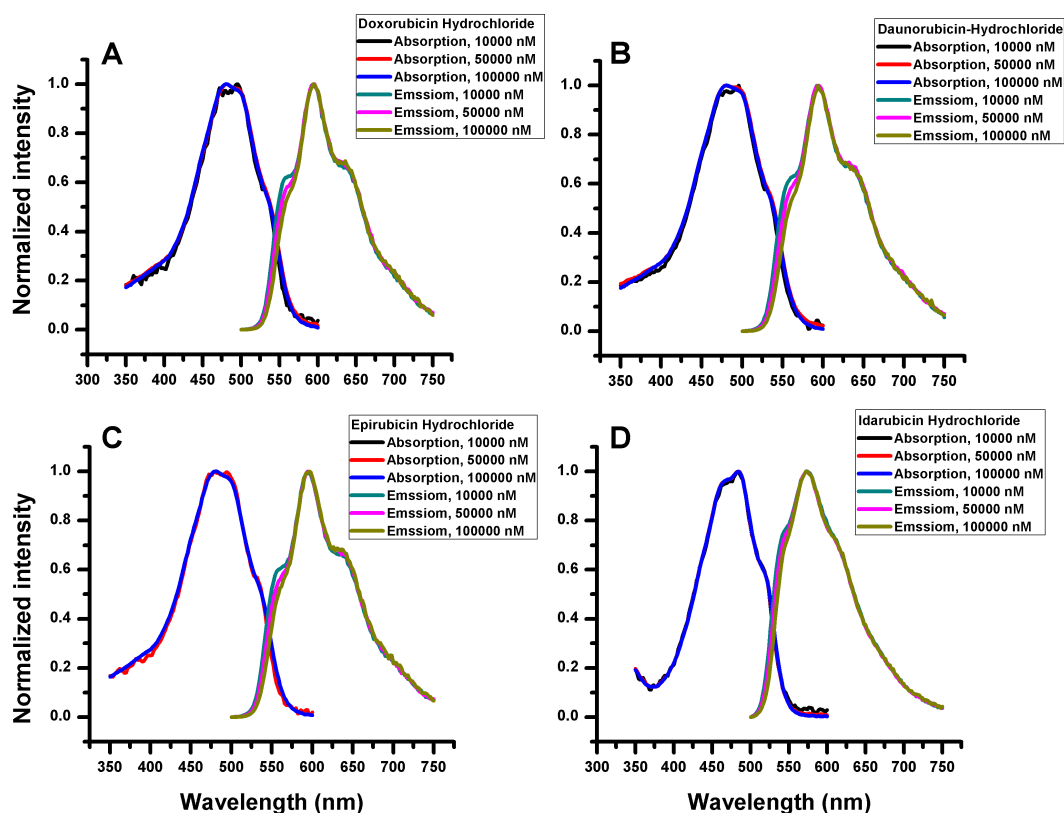 A
Doxorubicin Hydrochloride
Absorption, 10000 nM
Absorption, 50000 nM
Absorption, 100000 nM
Emssiom, 10000 nM
Emssiom, 50000 nM
Emssiom, 100000 nM
Normalized intensity
1.0
0.8
0.6
0.4
0.2
0.0
300 350 400 450 500 550 600 650 700 750
B
Daunorubicin-Hydrochloride
Absorption, 10000 nM
Absorption, 50000 nM
Absorption, 100000 nM
Emssiom, 10000 nM
Emssiom, 50000 nM
Emssiom, 100000 nM
1.0
0.8
0.6
0.4
0.2
0.0
350 400 450 500 550 600 650 700 750
C
Epirubicin Hydrochloride
Absorption, 10000 nM
Absorption, 50000 nM
Absorption, 100000 nM
Emssiom, 10000 nM
Emssiom, 50000 nM
Emssiom, 100000 nM
Normalized intensity
1.0
0.8
0.6
0.4
0.2
0.0
350 400 450 500 550 600 650 700 750
Wavelength (nm)
D
Idarubicin Hydrochloride
Absorption, 10000 nM
Absorption, 50000 nM
Absorption, 100000 nM
Emssiom, 10000 nM
Emssiom, 50000 nM
Emssiom, 100000 nM
1.0
0.8
0.6
0.4
0.2
0.0
300 350 400 450 500 550 600 650 700 750
Wavelength (nm)